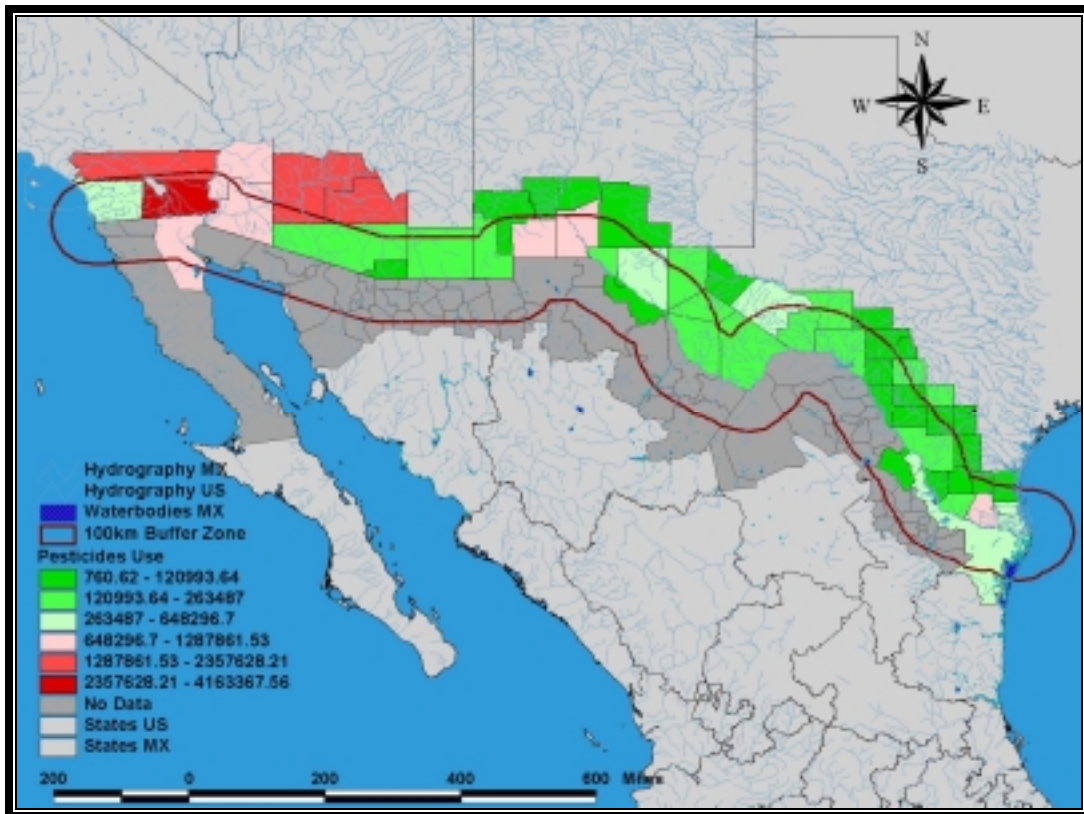 N
W E
S
Hydrography MX
Hydrography US
Waterbodies MX
100km Buffer Zone
Pesticides Use
760.62 - 120993.64
120993.64 - 263487
263487 - 648296.7
648296.7 - 1287861.53
1287861.53 - 2357628.21
2357628.21 - 4163367.56
No Data
States US
States MX
200 0 200 400 600 Miles